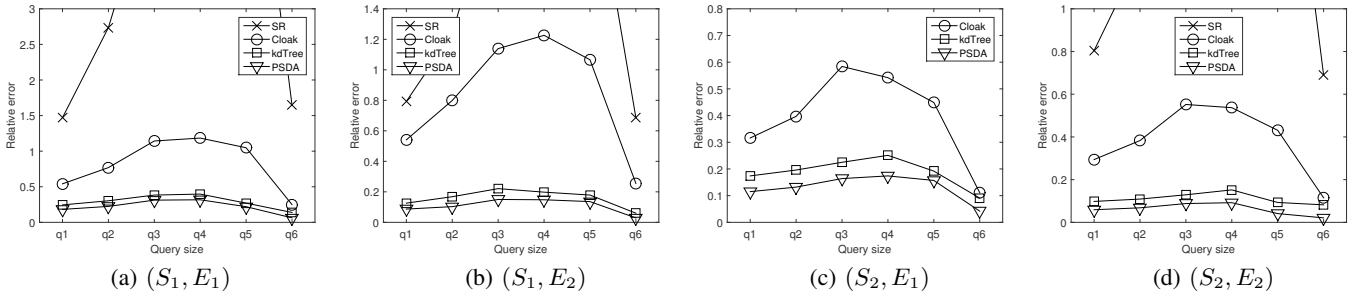 3
2.5
2
1.5
1
0.5
0
Relative error
SR
Cloak
kdTree
PSDA
q1 q2 q3 q4 q5 q6
Query size
(a) (S₁, E₁)
1.4
1.2
1
0.8
0.6
0.4
0.2
0
Relative error
SR
Cloak
kdTree
PSDA
q1 q2 q3 q4 q5 q6
Query size
(b) (S₁, E₂)
0.8
0.7
0.6
0.5
0.4
0.3
0.2
0.1
0
Relative error
Cloak
kdTree
PSDA
q1 q2 q3 q4 q5 q6
Query size
(c) (S₂, E₁)
1
0.8
0.6
0.4
0.2
0
Relative error
SR
Cloak
kdTree
PSDA
q1 q2 q3 q4 q5 q6
Query size
(d) (S₂, E₂)